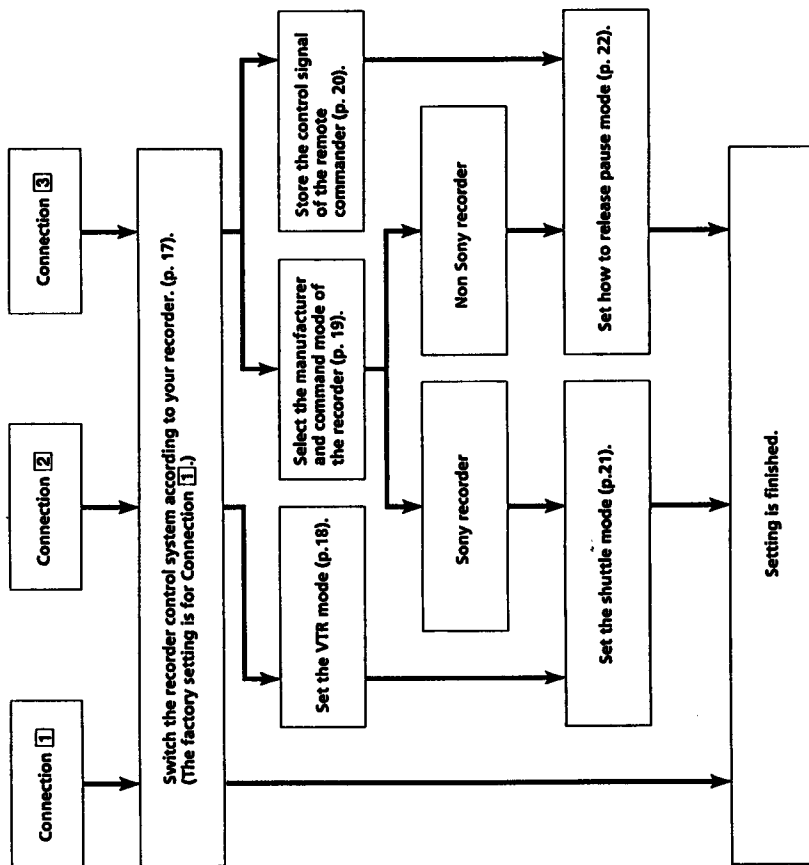 Connection 1
Connection 2
Connection 3
Switch the recorder control system according to your recorder. (p. 17).
(The factory setting is for Connection 1.)
Set the VTR mode (p.18).
Select the manufacturer
and command mode of
the recorder (p. 19).
Store the control signal
of the remote
commander (p. 20).
Sony recorder
Non Sony recorder
Set the shuttle mode (p.21).
Set how to release pause mode (p. 22).
Setting is finished.